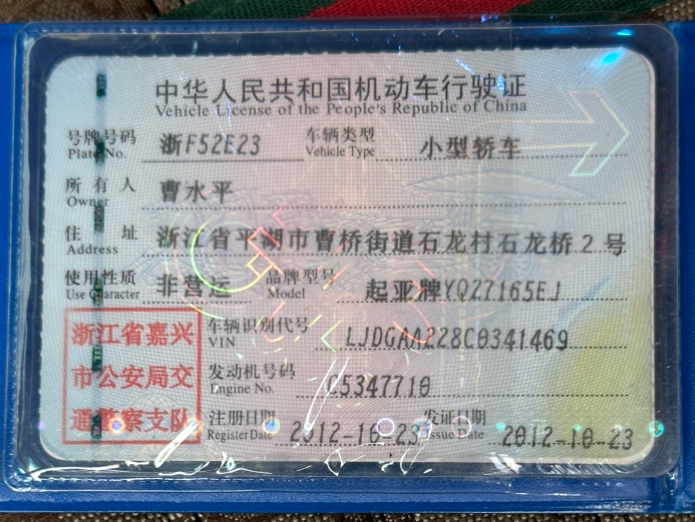 中华人民共和国机动车行驶证
Vehicle License of the People's Republic of China
号牌号码 浙F52E23 车辆类型 小型轿车
Plate No. Vehicle Type
所有人 曹水平
Owner
住址 浙江省平湖市曹桥街道石龙村石龙桥2号
Address
使用性质 非营运 品牌型号 起亚牌YQZ7165EJ
Use Character Model
浙江省嘉兴
市公安局交
通警察支队
车辆识别代号 LJDGAA228C0341469
VIN
发动机号码 C5347710
Engine No.
注册日期 2012-10-23 发证日期 2012-10-23
Register Date Issue Date